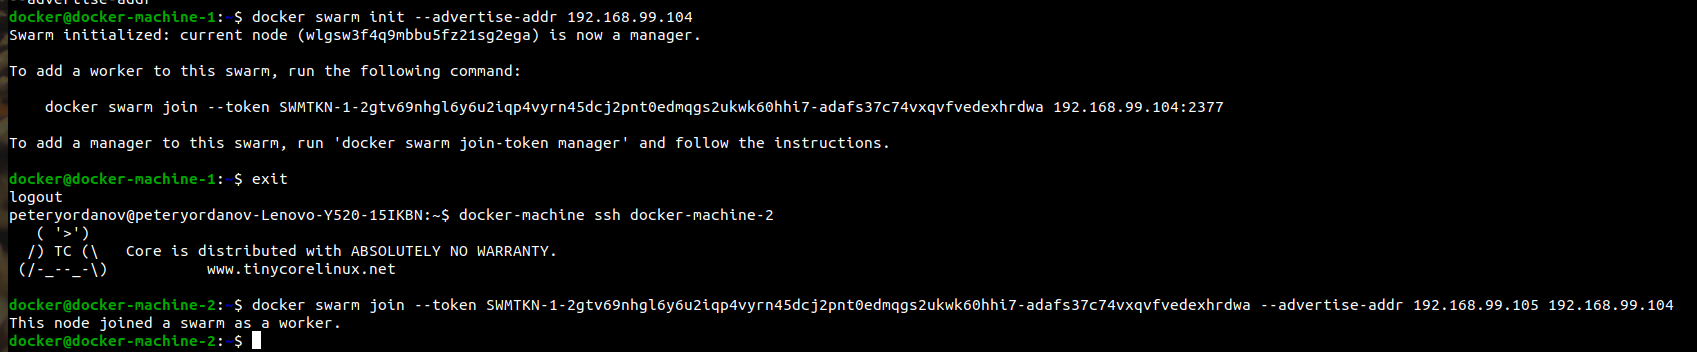 docker@docker-machine-1:~$ docker swarm init --advertise-addr 192.168.99.104
Swarm initialized: current node (wlgsw3f4q9mbbu5fz21sg2ega) is now a manager.
To add a worker to this swarm, run the following command:
docker swarm join --token SWMTKN-1-2gtv69nhgl6y6u2iqp4vyrn45dcj2pnt0edmqgs2ukwk60hhi7-adafs37c74vxqvfvedexhrdwa 192.168.99.104:2377
To add a manager to this swarm, run 'docker swarm join-token manager' and follow the instructions.
docker@docker-machine-1:~$ exit
logout
peteryordanov@peteryordanov-Lenovo-Y520-15IKBN:~$ docker-machine ssh docker-machine-2
( '>')
/) TC (\   Core is distributed with ABSOLUTELY NO WARRANTY.
(/-_--_-\)           www.tinycorelinux.net
docker@docker-machine-2:~$ docker swarm join --token SWMTKN-1-2gtv69nhgl6y6u2iqp4vyrn45dcj2pnt0edmqgs2ukwk60hhi7-adafs37c74vxqvfvedexhrdwa --advertise-addr 192.168.99.105 192.168.99.104
This node joined a swarm as a worker.
docker@docker-machine-2:~$